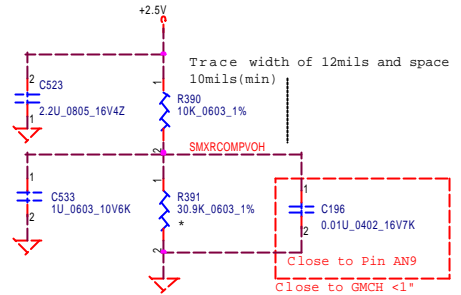 +2.5V
Trace width of 12mils and space
10mils(min)
2
C523
2.2U_0805_16V4Z
1
1
R390
10K_0603_1%
2
SMXRCOMPVOH
1
C533
1U_0603_10V6K
2
1
R391
30.9K_0603_1%
*
2
1
C196
0.01U_0402_16V7K
2
Close to Pin AN9
Close to GMCH <1"